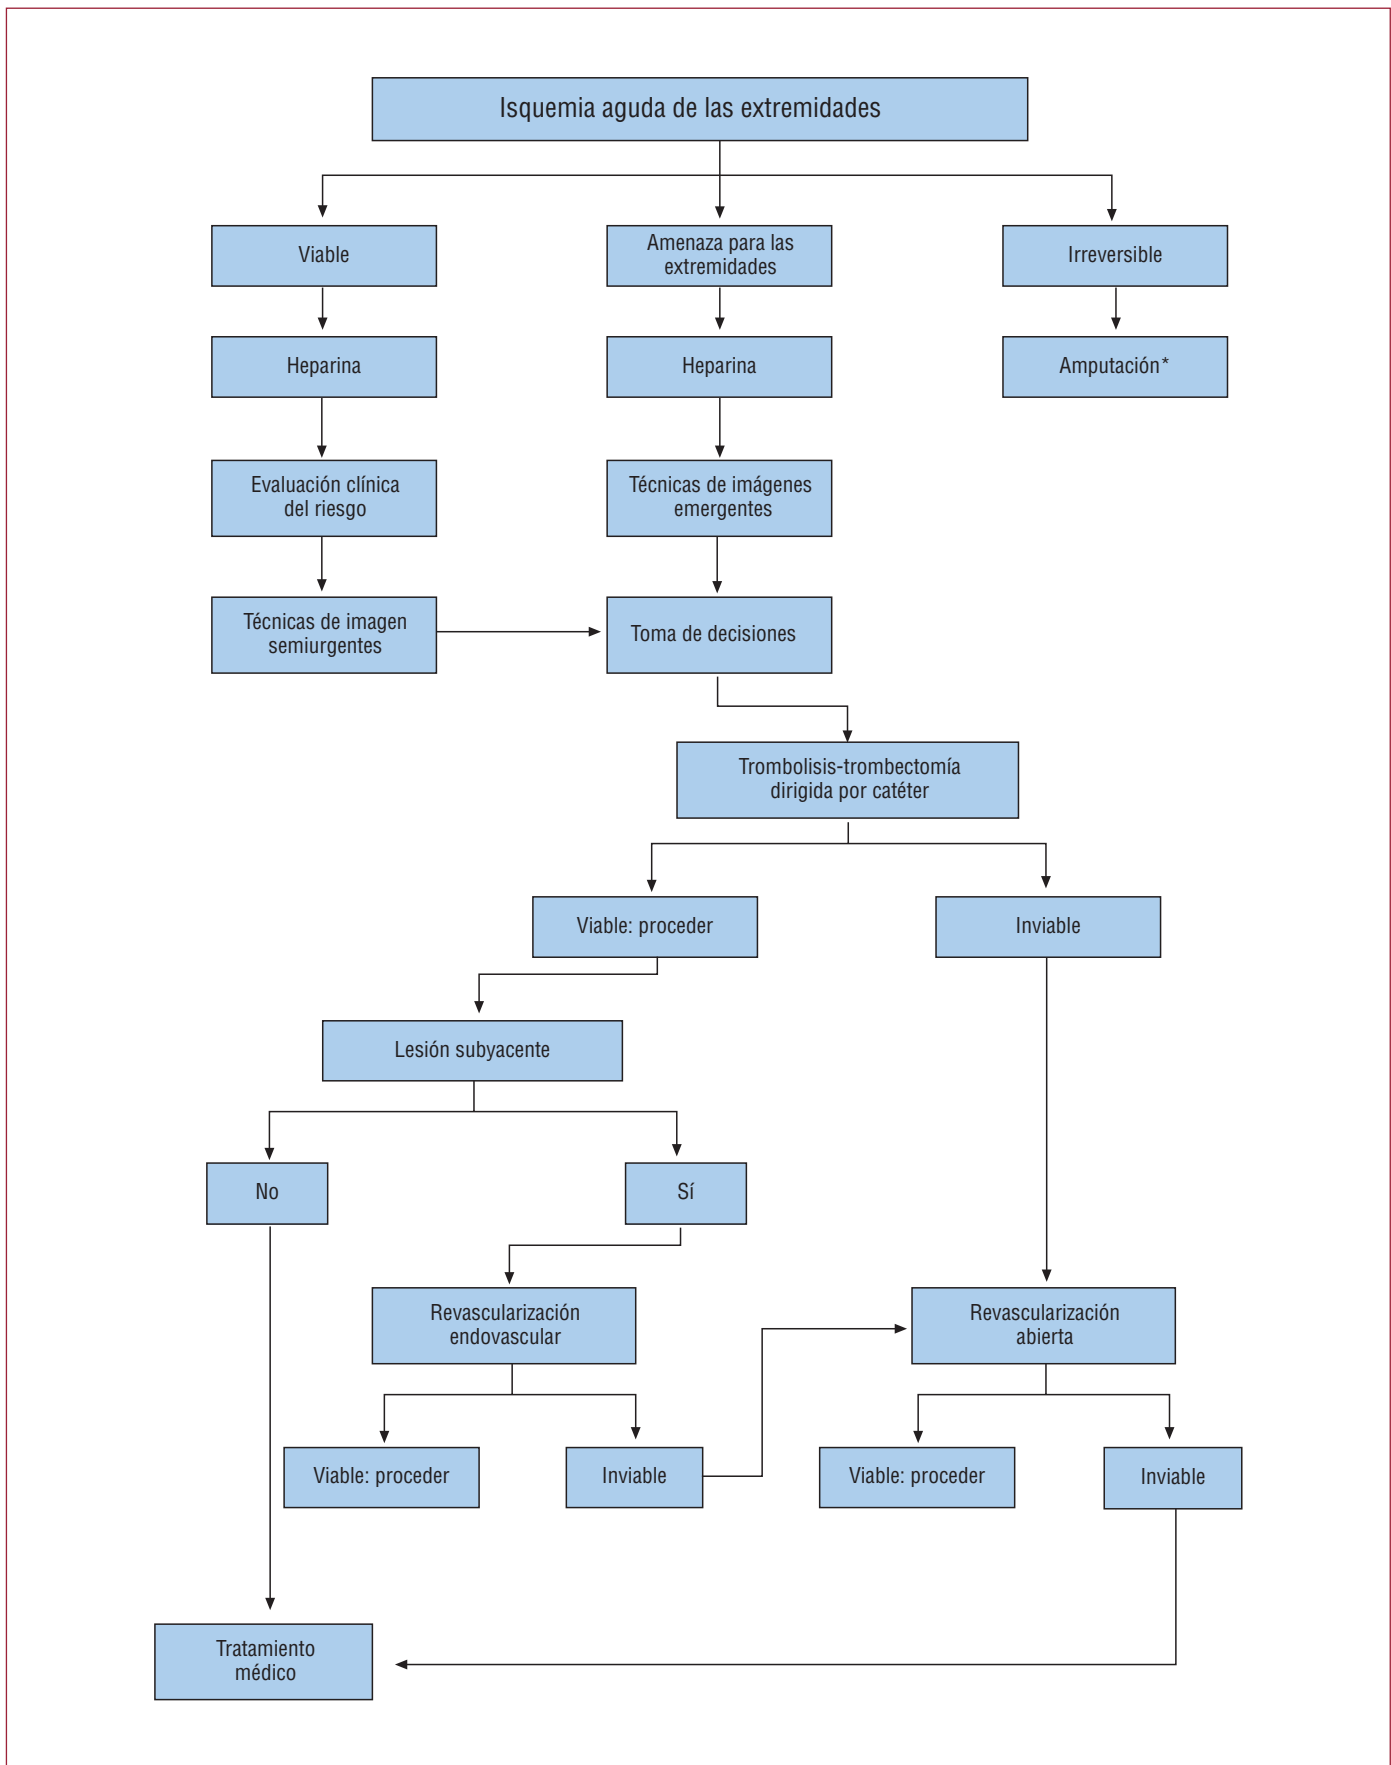 Isquemia aguda de las extremidades
Viable
Amenaza para las
extremidades
Irreversible
Heparina
Heparina
Amputación*
Evaluación clínica
del riesgo
Técnicas de imágenes
emergentes
Técnicas de imagen
semiurgentes
Toma de decisiones
Trombolisis-trombectomía
dirigida por catéter
Viable: proceder
Inviable
Lesión subyacente
No
Sí
Revascularización
endovascular
Revascularización
abierta
Viable: proceder
Inviable
Viable: proceder
Inviable
Tratamiento
médico